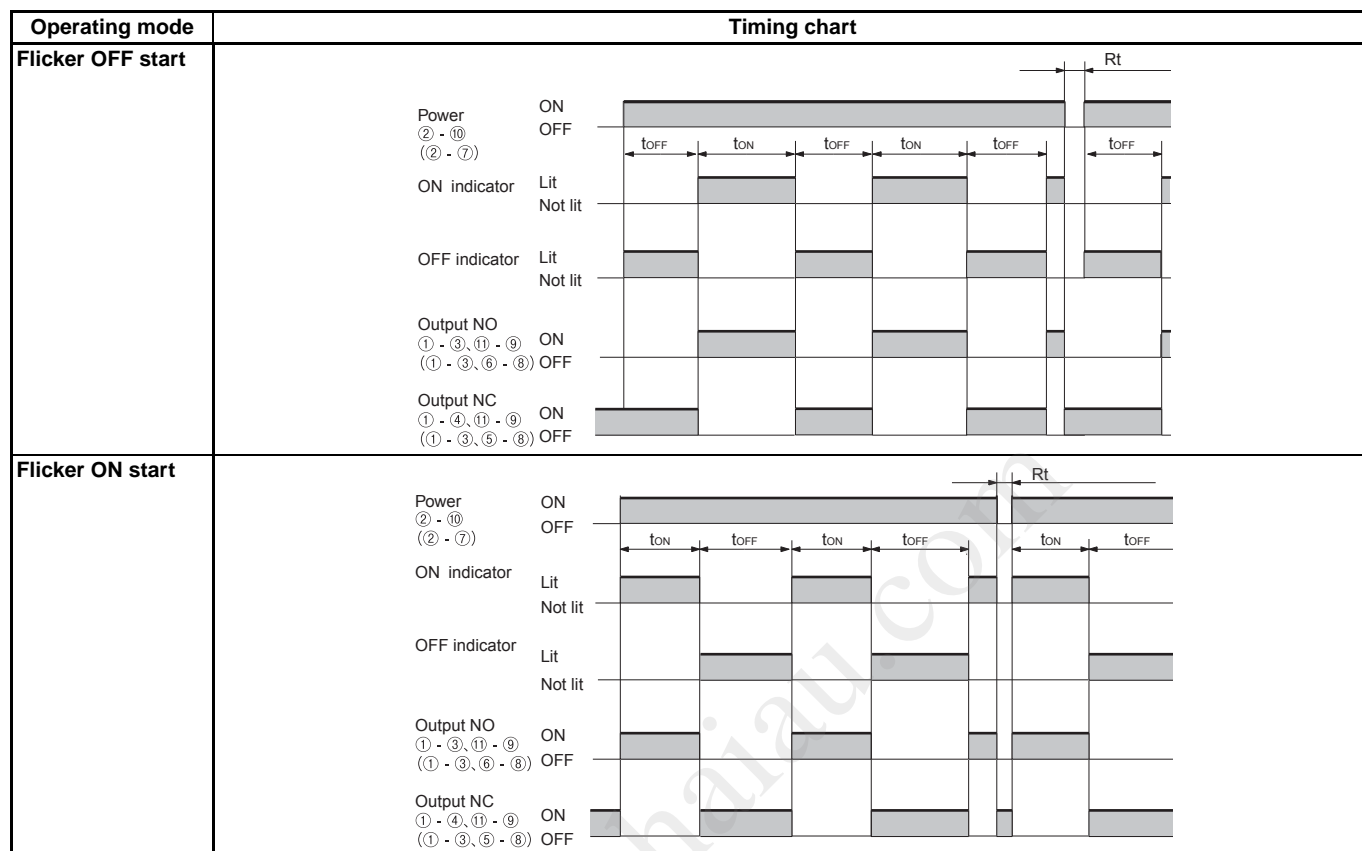 Operating mode
Timing chart
Flicker OFF start
Rt
Power
② - ⑩
(② - ⑦)
ON
OFF
tOFF tON tOFF tON tOFF tOFF
ON indicator
Lit
Not lit
OFF indicator
Lit
Not lit
Output NO
① - ③、⑪ - ⑨
(① - ③、⑥ - ⑧)
ON
OFF
Output NC
① - ④、⑪ - ⑨
(① - ③、⑤ - ⑧)
ON
OFF
Flicker ON start
Rt
Power
② - ⑩
(② - ⑦)
ON
OFF
tON tOFF tON tOFF tON tOFF
ON indicator
Lit
Not lit
OFF indicator
Lit
Not lit
Output NO
① - ③、⑪ - ⑨
(① - ③、⑥ - ⑧)
ON
OFF
Output NC
① - ④、⑪ - ⑨
(① - ③、⑤ - ⑧)
ON
OFF
haiau.com